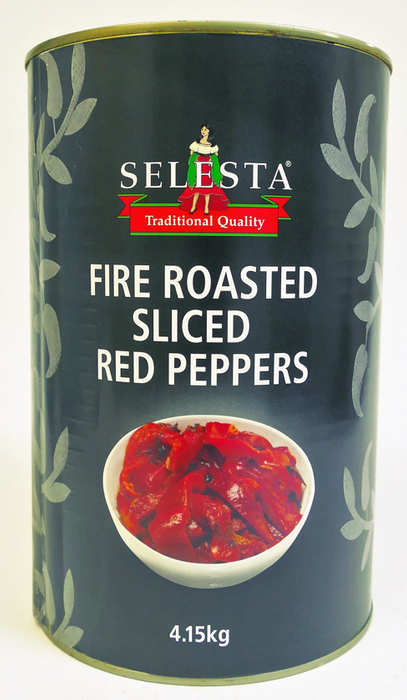 SELESTA®
Traditional Quality
FIRE ROASTED
SLICED
RED PEPPERS
4.15kg